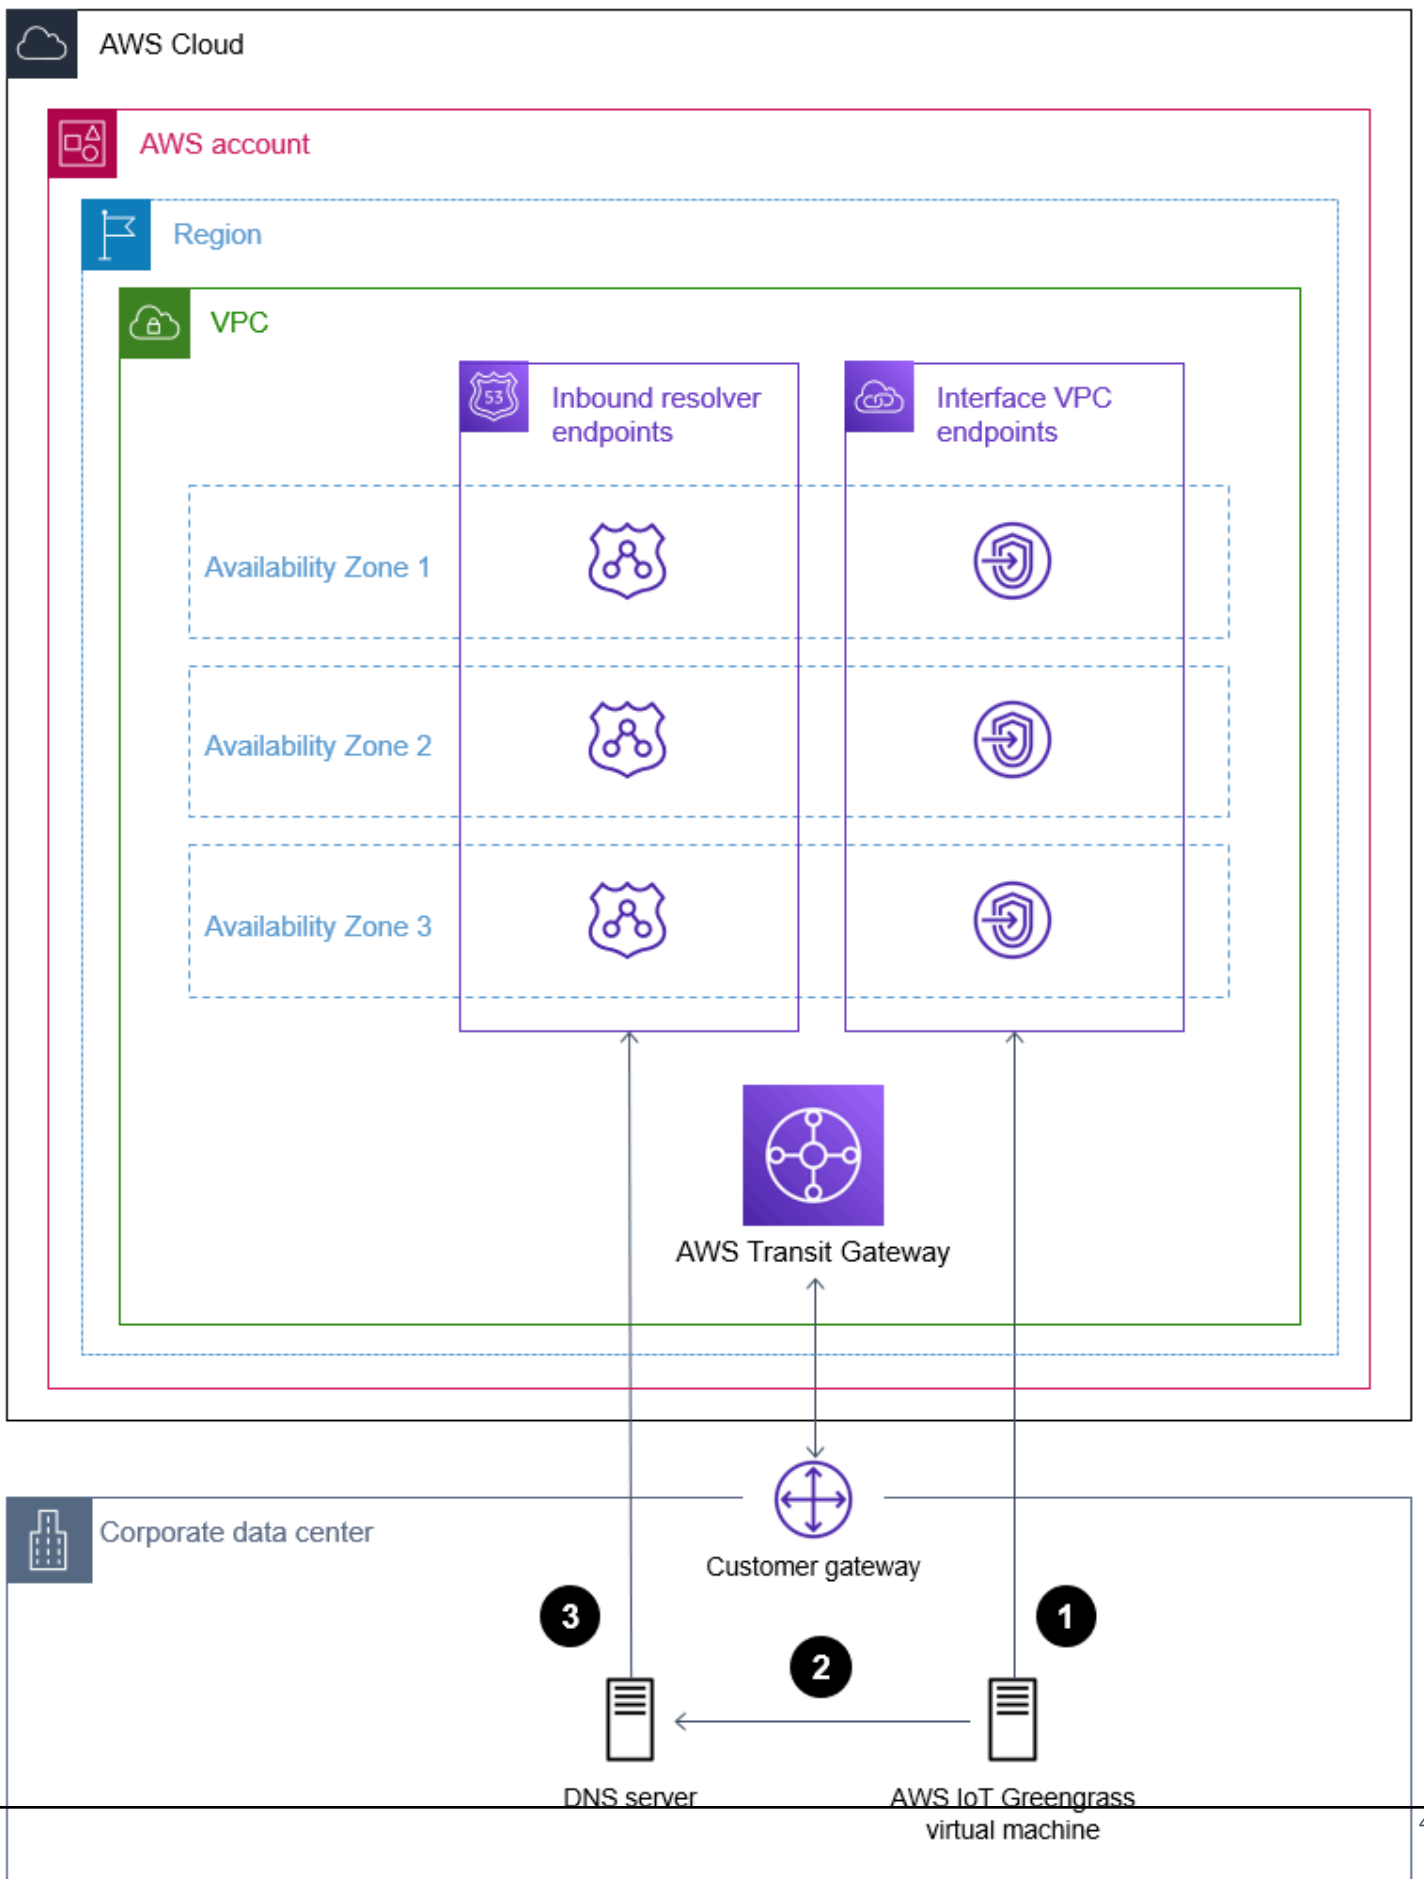 AWS Cloud
AWS account
Region
VPC
53
Inbound resolver
endpoints
Interface VPC
endpoints
Availability Zone 1
Availability Zone 2
Availability Zone 3
AWS Transit Gateway
Corporate data center
Customer gateway
3
1
2
DNS server
AWS IoT Greengrass
virtual machine